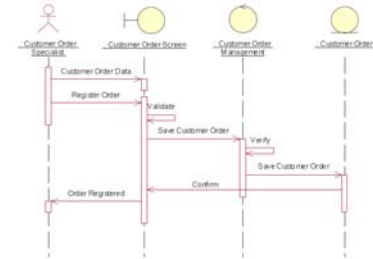 Customer Order
Specialist
Customer Order Screen
Customer Order
Management
Customer Order
Customer Order Data
Register Order
Validate
Save Customer Order
Verify
Save Customer Order
Confirm
Order Registered